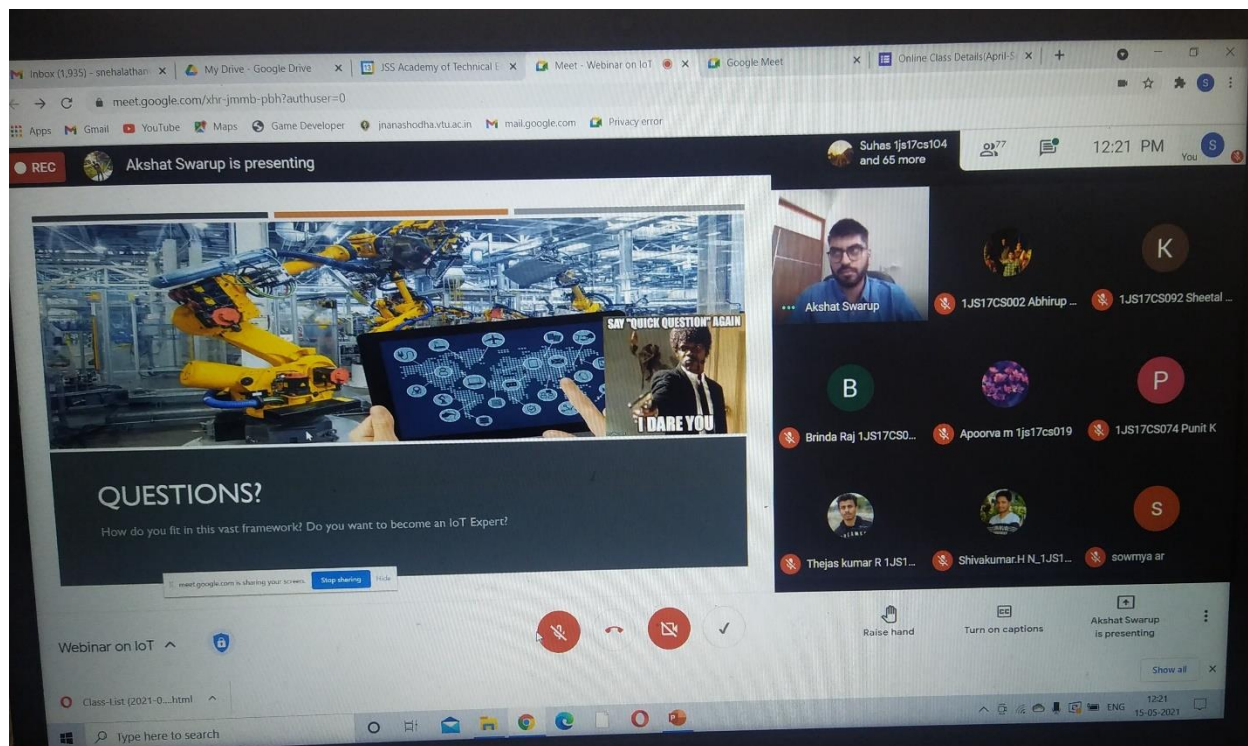 Inbox (1,935) - snehalathan
My Drive - Google Drive
JSS Academy of Technical E
Meet - Webinar on IoT
Google Meet
Online Class Details(April-S
meet.google.com/xhr-jmmb-pbh?authuser=0
Apps
Gmail
YouTube
Maps
Game Developer
jnanashodha.vtu.ac.in
mail.google.com
Privacy error
REC
Akshat Swarup is presenting
Suhas 1js17cs104
and 65 more
77
12:21 PM
You
S
SAY "QUICK QUESTION" AGAIN
I DARE YOU
QUESTIONS?
How do you fit in this vast framework? Do you want to become an IoT Expert?
meet.google.com is sharing your screen.
Stop sharing
Hide
Akshat Swarup
1JS17CS002 Abhirup ...
K
1JS17CS092 Sheetal ...
B
Brinda Raj 1JS17CS0...
Apoorva m 1js17cs019
P
1JS17CS074 Punit K
Thejas kumar R 1JS1...
Shivakumar.H N_1JS1...
S
sowmya ar
Webinar on IoT
Raise hand
CC
Turn on captions
Akshat Swarup
is presenting
Show all
Class-List (2021-0....html
Type here to search
ENG
12:21
15-05-2021